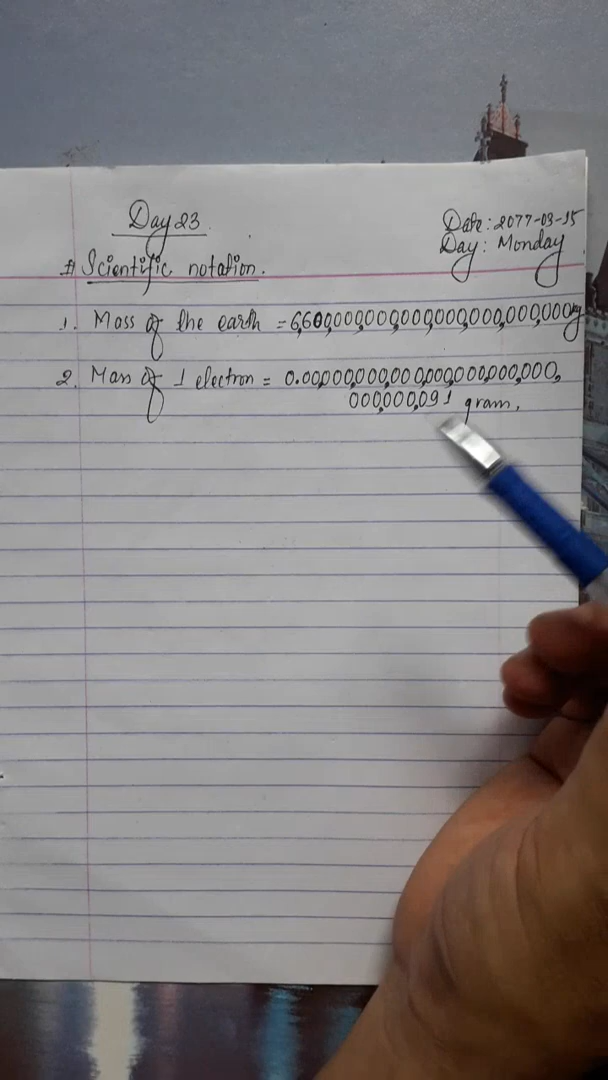 Day 23
Date: 2077-03-15
Day: Monday
# Scientific notation.
1. Mass of the earth = 6,600,000,000,000,000,000,000,000kg
2. Mass of 1 electron = 0.00,000,000,000,000,000,000,000,
000,000,091 gram.